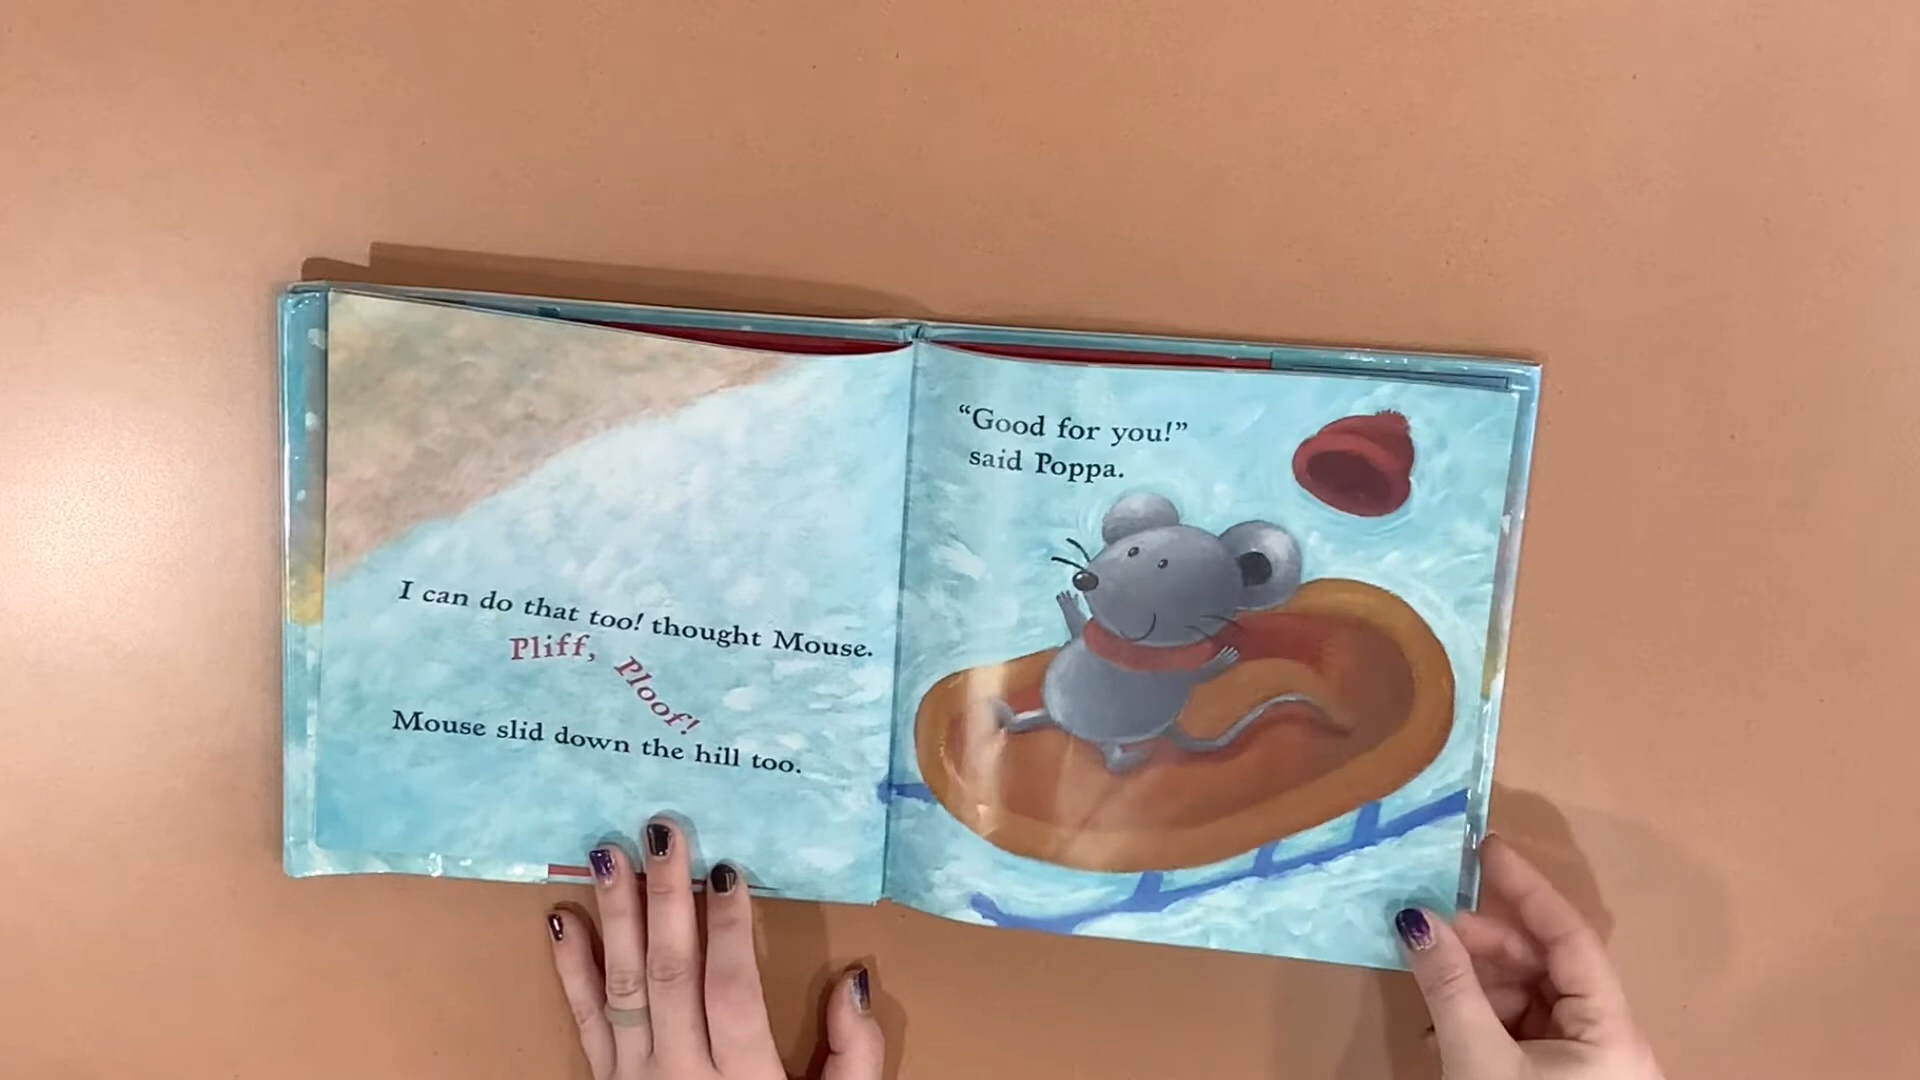 I can do that too! thought Mouse.
Pliff, Ploof!
Mouse slid down the hill too.
“Good for you!”
said Poppa.